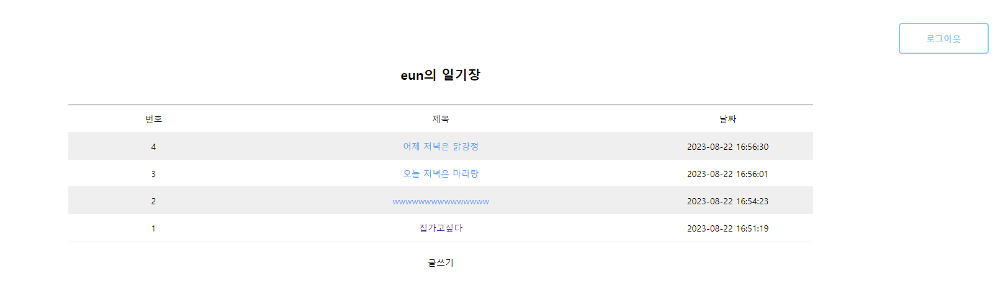 로그아웃
eun의 일기장
번호 제목 날짜
4 어제 저녁은 닭강정 2023-08-22 16:56:30
3 오늘 저녁은 마라탕 2023-08-22 16:56:01
2 wwwwwwwwwwwwwww 2023-08-22 16:54:23
1 집가고싶다 2023-08-22 16:51:19
글쓰기